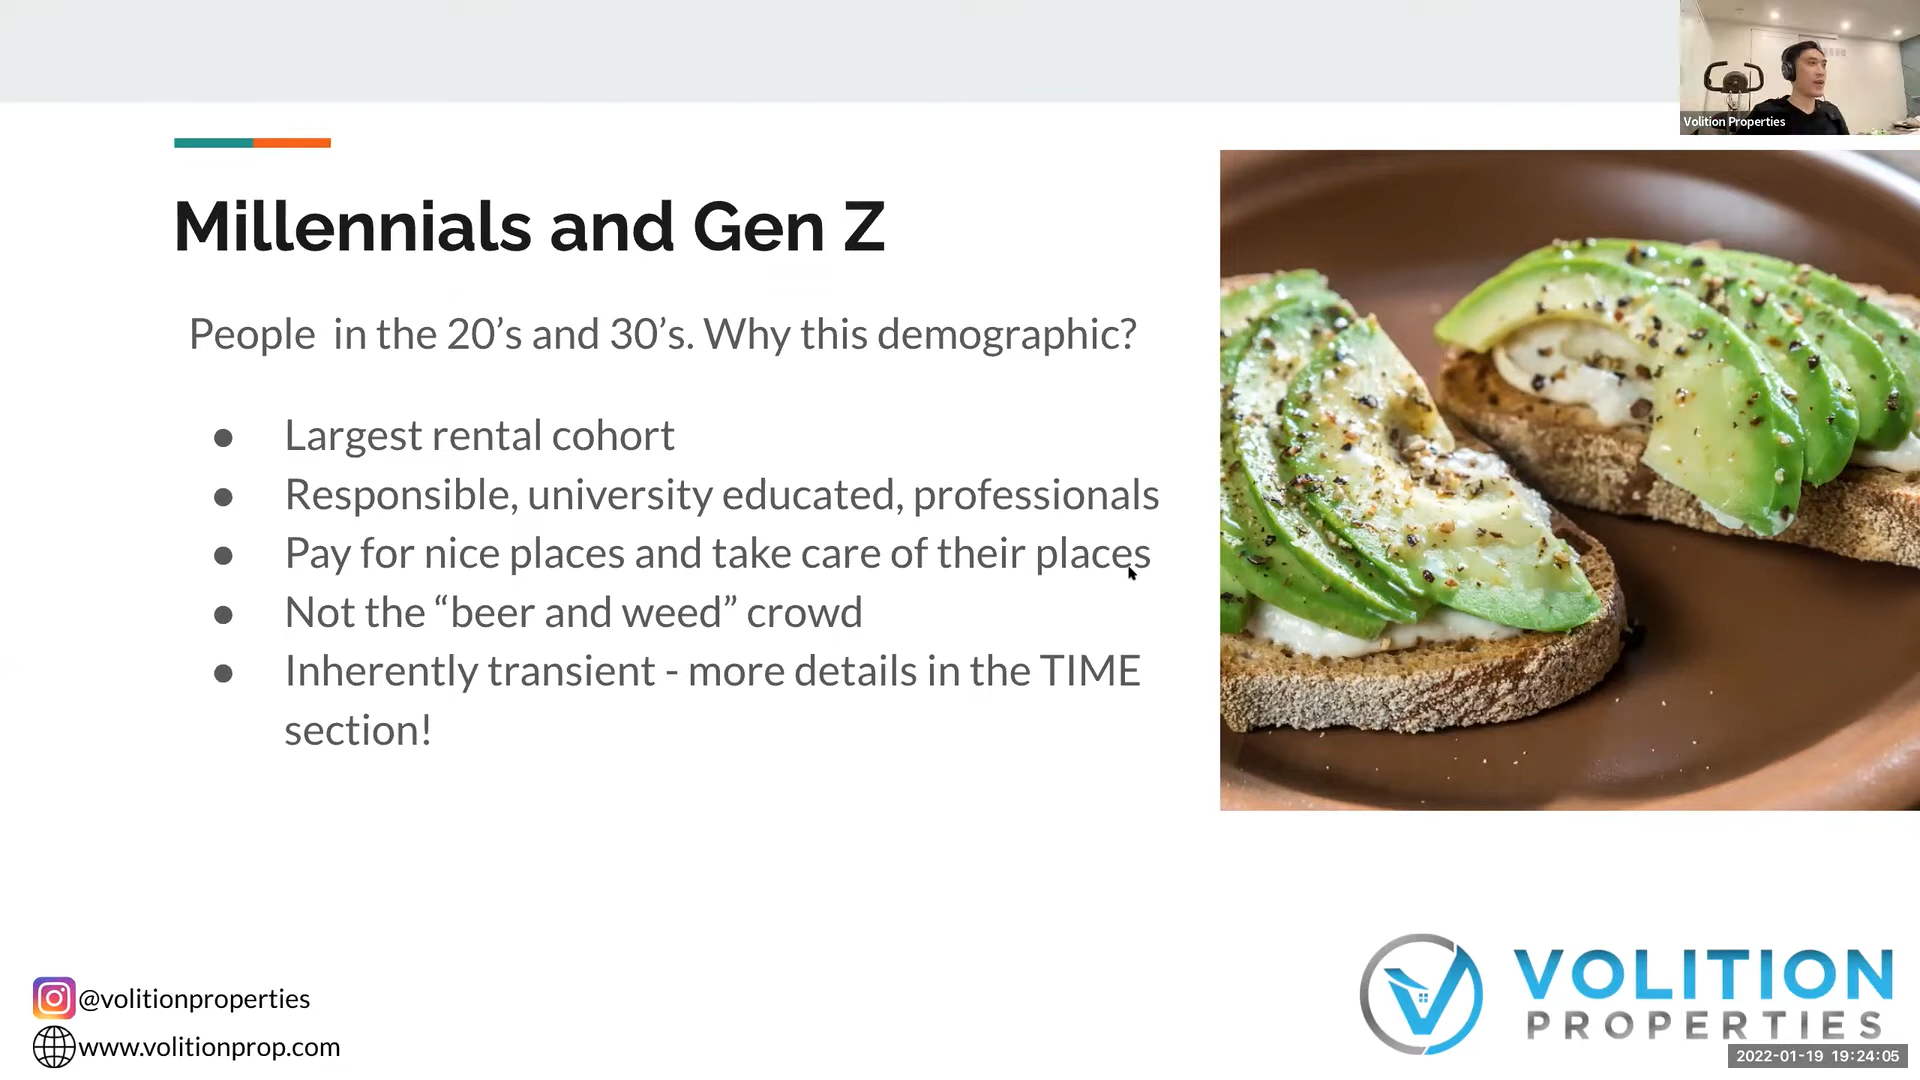 Volition Properties
Millennials and Gen Z
People  in the 20’s and 30’s. Why this demographic?
● Largest rental cohort
● Responsible, university educated, professionals
● Pay for nice places and take care of their places
● Not the “beer and weed” crowd
● Inherently transient - more details in the TIME
section!
@volitionproperties
www.volitionprop.com
VOLITION
PROPERTIES
2022-01-19 19:24:05